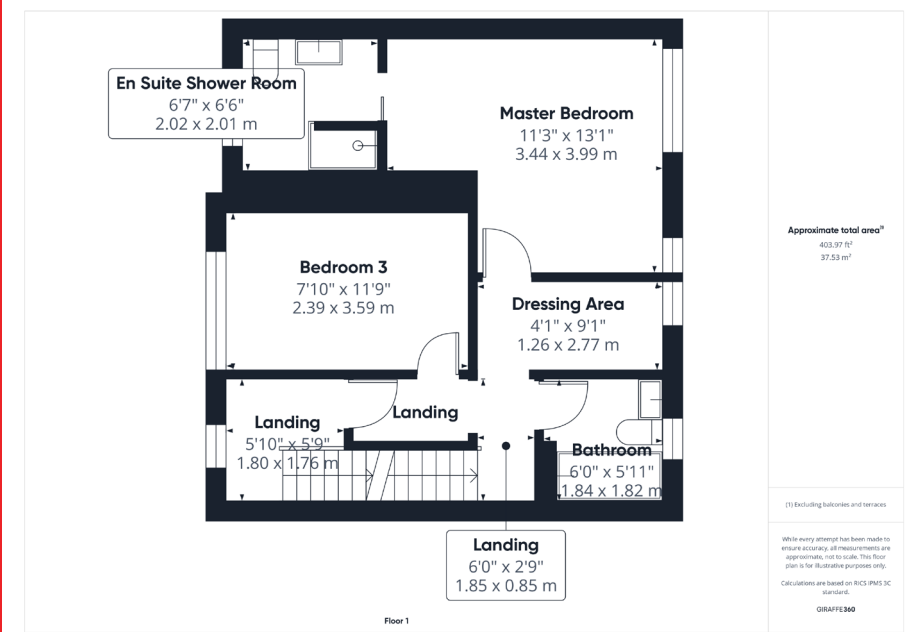 En Suite Shower Room
6'7" x 6'6"
2.02 x 2.01 m
Master Bedroom
11'3" x 13'1"
3.44 x 3.99 m
Bedroom 3
7'10" x 11'9"
2.39 x 3.59 m
Dressing Area
4'1" x 9'1"
1.26 x 2.77 m
Landing
Landing
5'10" x 5'9"
1.80 x 1.76 m
Bathroom
6'0" x 5'11"
1.84 x 1.82 m
Landing
6'0" x 2'9"
1.85 x 0.85 m
Floor 1
Approximate total area⁽¹⁾
403.97 ft²
37.53 m²
(1) Excluding balconies and terraces
While every attempt has been made to
ensure accuracy, all measurements are
approximate, not to scale. This floor
plan is for illustrative purposes only.
Calculations are based on RICS IPMS 3C
standard.
GIRAFFE360